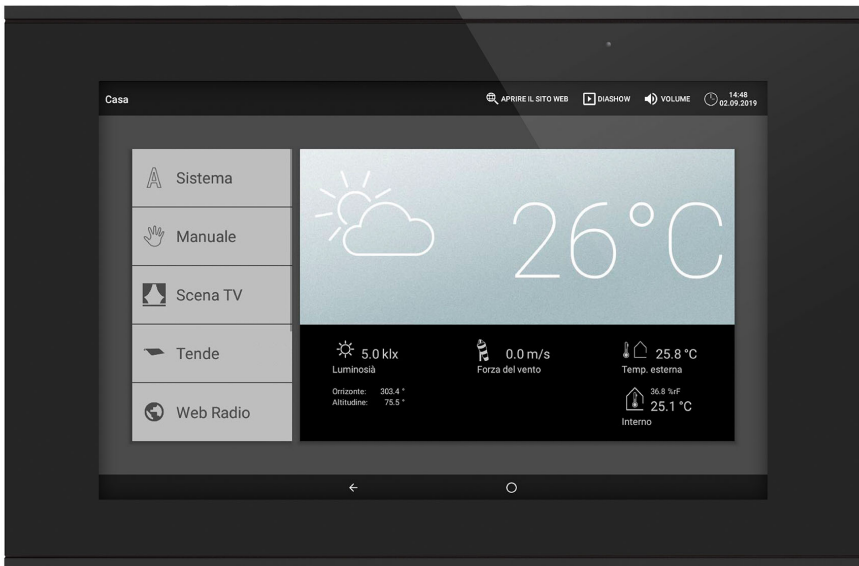 Casa
APRIRE IL SITO WEB
DIASHOW
VOLUME
14:48
02.09.2019
Sistema
Manuale
Scena TV
Tende
Web Radio
26°C
5.0 klx
Luminosià
Orrizonte: 303.4 °
Altitudine: 75.5 °
0.0 m/s
Forza del vento
25.8 °C
Temp. esterna
36.8 %rF
25.1 °C
Interno